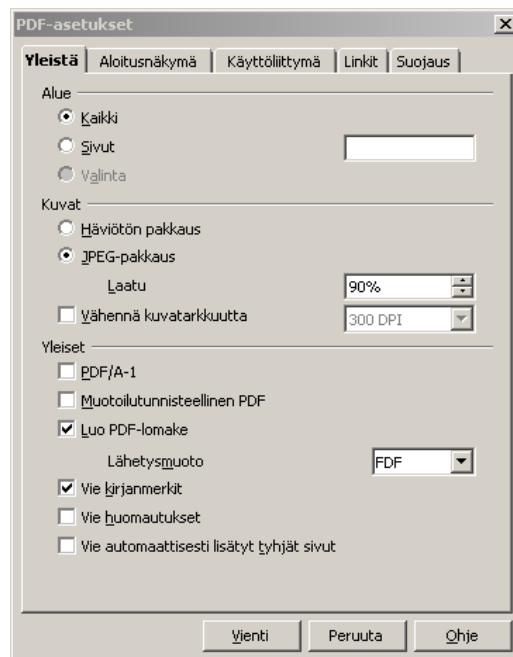 PDF-asetukset
Yleistä Aloitusnäkymä Käyttöliittymä Linkit Suojaus
Alue
Kaikki
Sivut
Valinta
Kuvat
Häviötön pakkaus
JPEG-pakkaus
Laatu 90%
Vähennä kuvatarkkuutta 300 DPI
Yleiset
PDF/A-1
Muotoilutunnisteellinen PDF
Luo PDF-lomake
Lähetysmuoto FDF
Vie kirjanmerkit
Vie huomautukset
Vie automaattisesti lisätyt tyhjät sivut
Vienti Peruuta Ohje